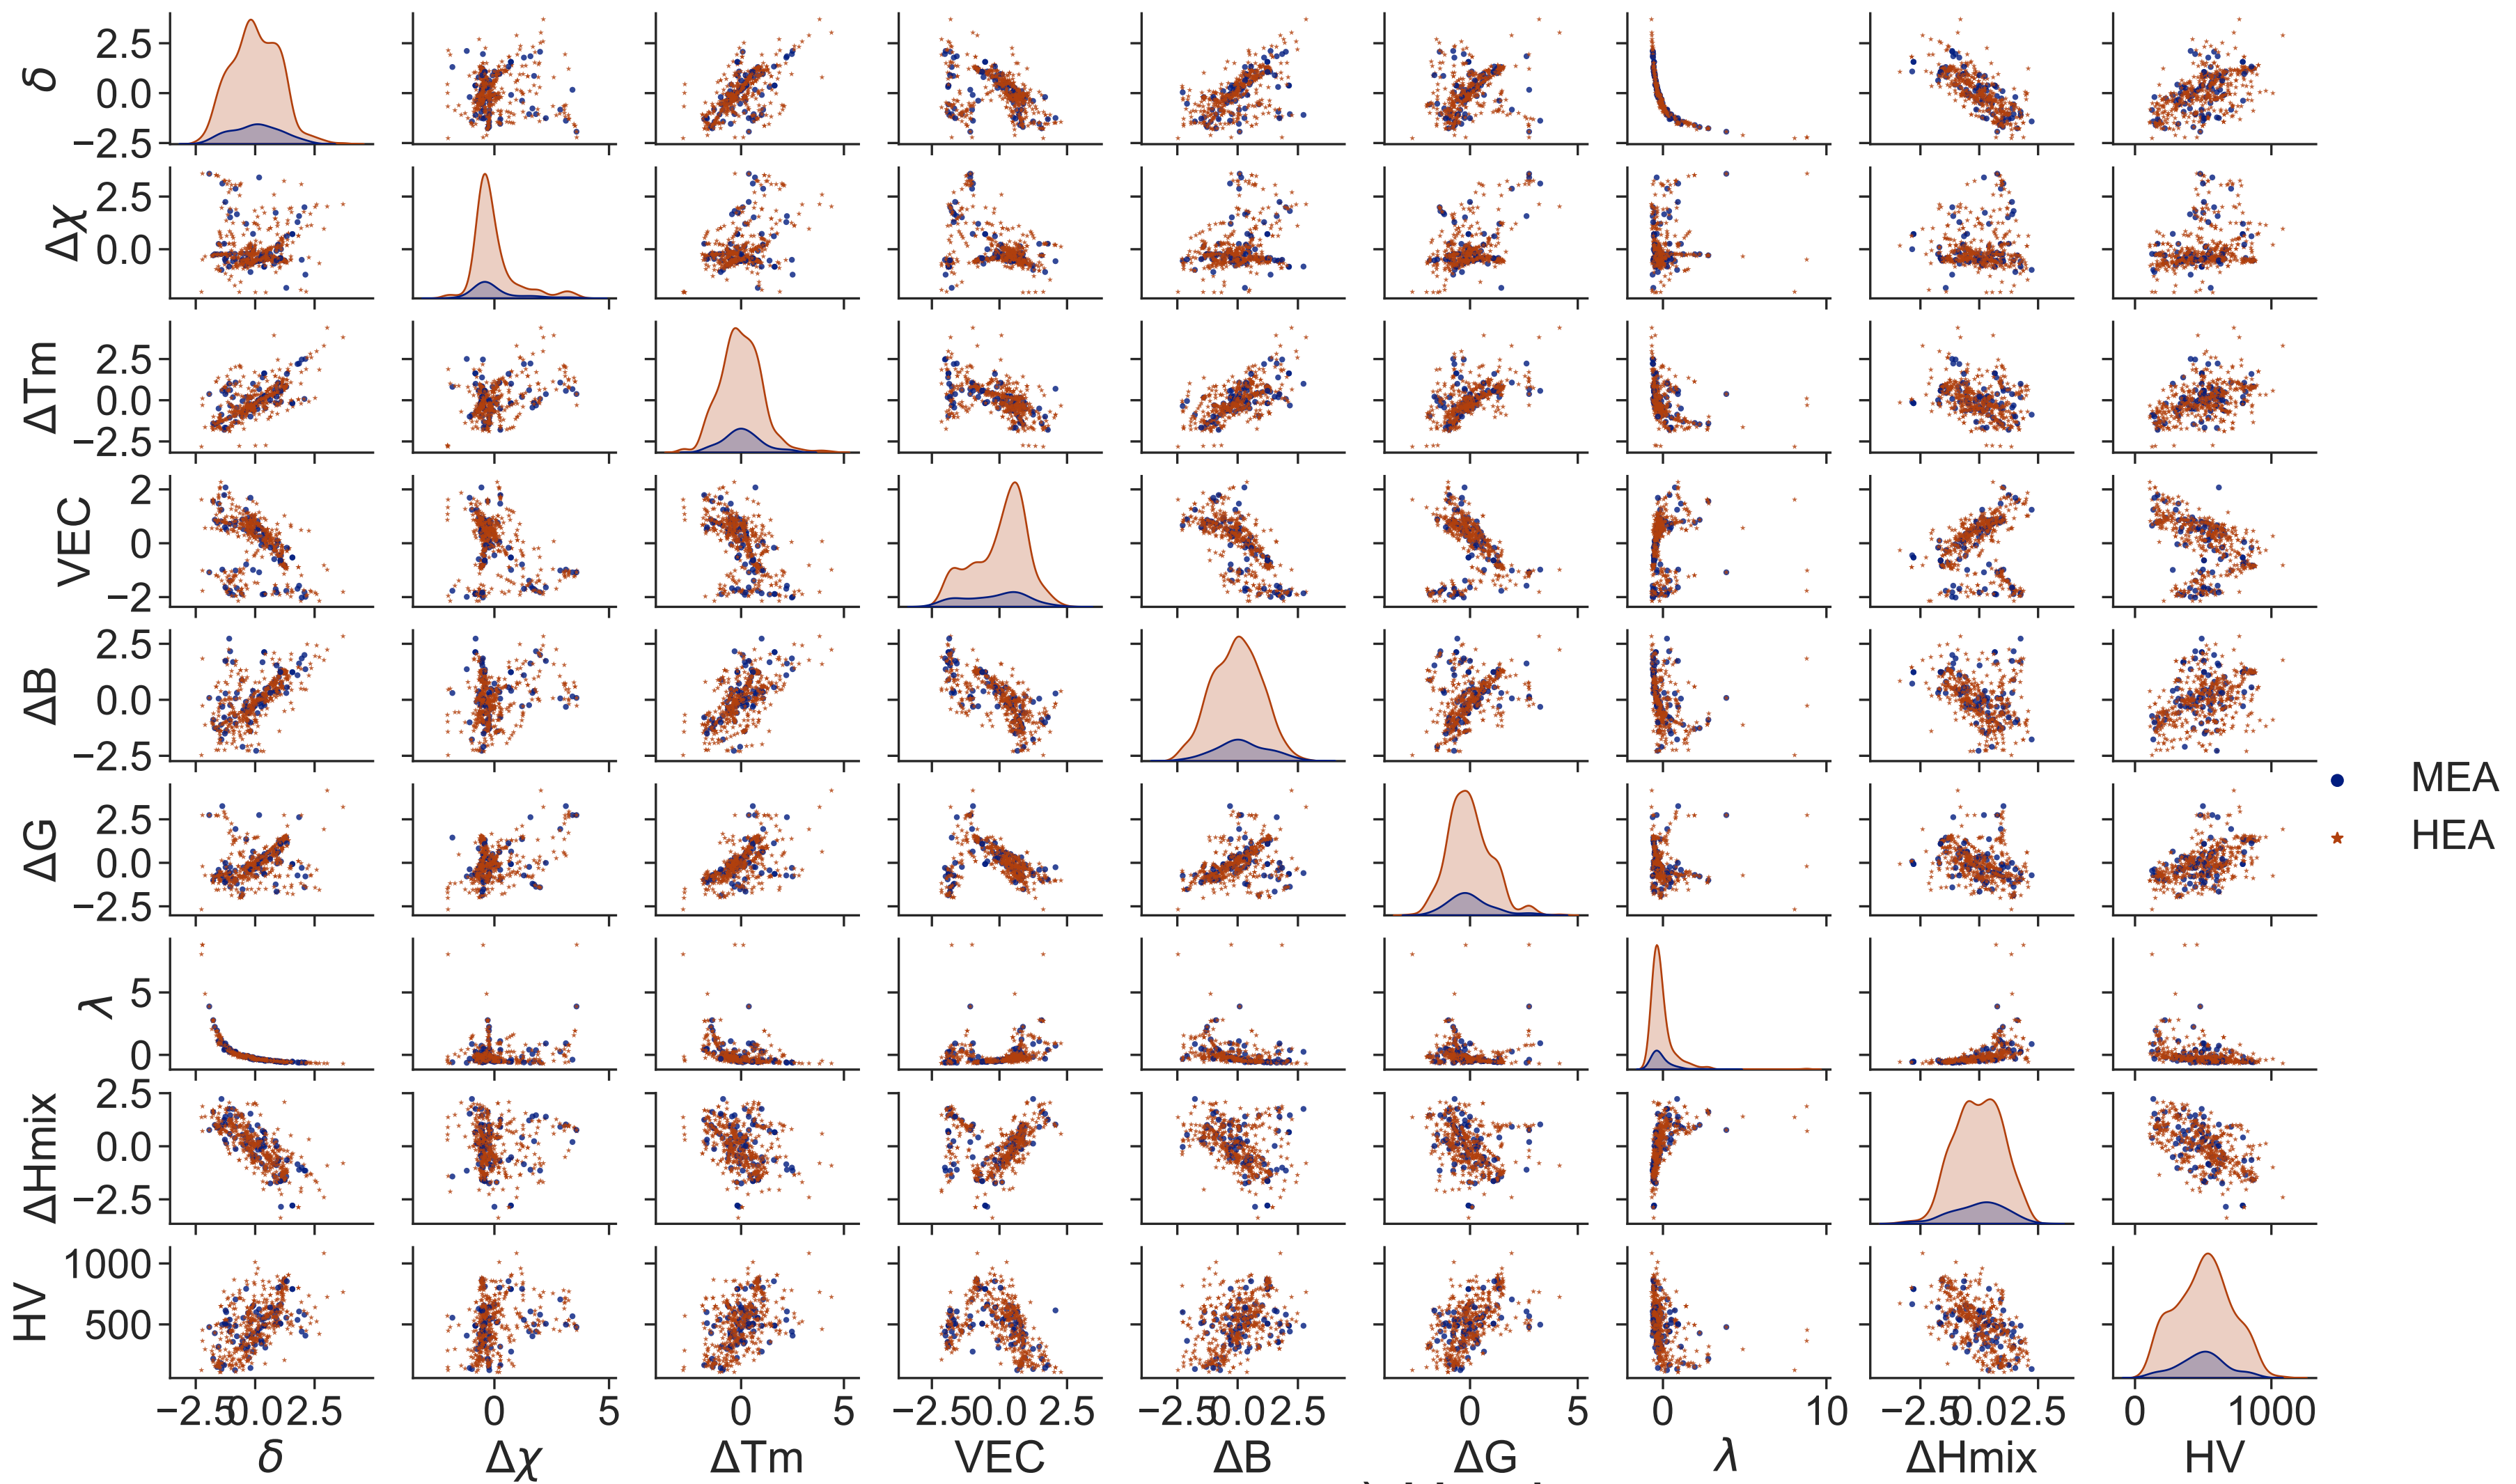 δ 2.5 0.0 −2.5
Δχ 2.5 0.0
ΔTm 2.5 0.0 −2.5
VEC 2 0 −2
ΔB 2.5 0.0 −2.5
ΔG 2.5 0.0 −2.5
MEA
HEA
λ 5 0
ΔHmix 2.5 0.0 −2.5
HV 1000 500
−2.5 0.0 2.5 0 5 0 5 −2.5 0.0 2.5 −2.5 0.0 2.5 0 5 0 10 −2.5 0.0 2.5 0 1000
δ Δχ ΔTm VEC ΔB ΔG λ ΔHmix HV